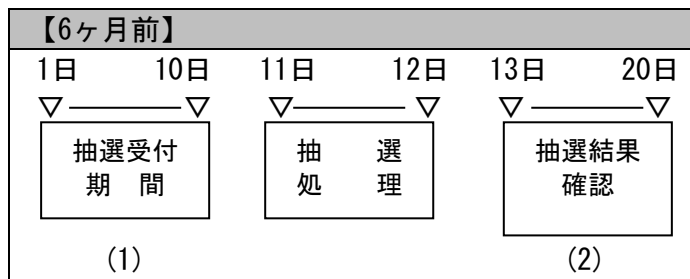 【6ヶ月前】
1日 10日 11日 12日 13日 20日
▽ ▽ ▽ ▽ ▽ ▽
抽選受付 抽 選 抽選結果
期 間 処 理 確認
(1) (2)